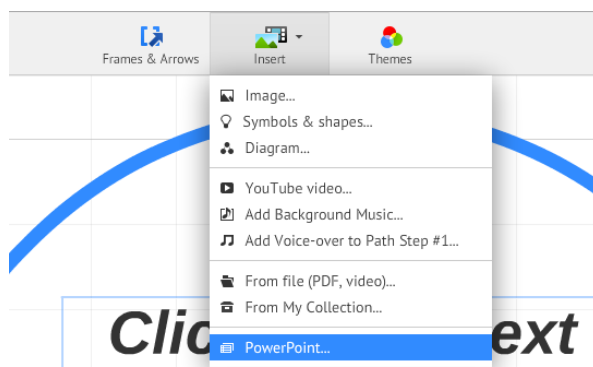 Frames & Arrows
Insert
Themes
Image...
Symbols & shapes...
Diagram...
YouTube video...
Add Background Music...
Add Voice-over to Path Step #1...
From file (PDF, video)...
From My Collection...
PowerPoint...
Clic ext